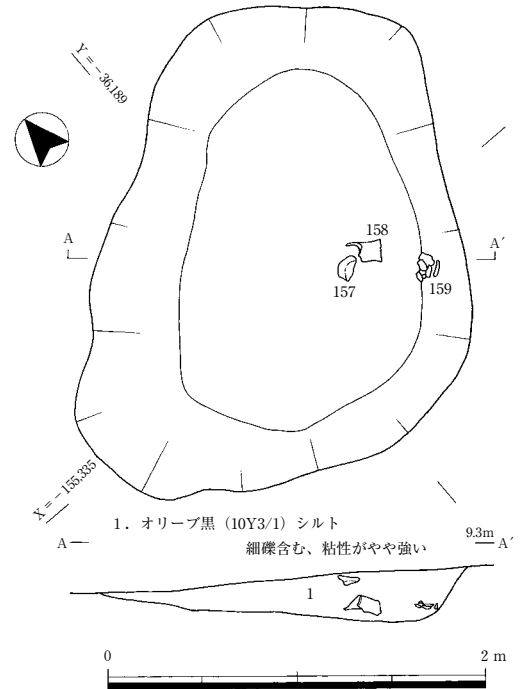 Y=-36,189
158
A
A´
157
159
X=-155,335
1．オリーブ黒（10Y3/1）シルト
細礫含む、粘性がやや強い
9.3m
A
A´
1
0
2 m